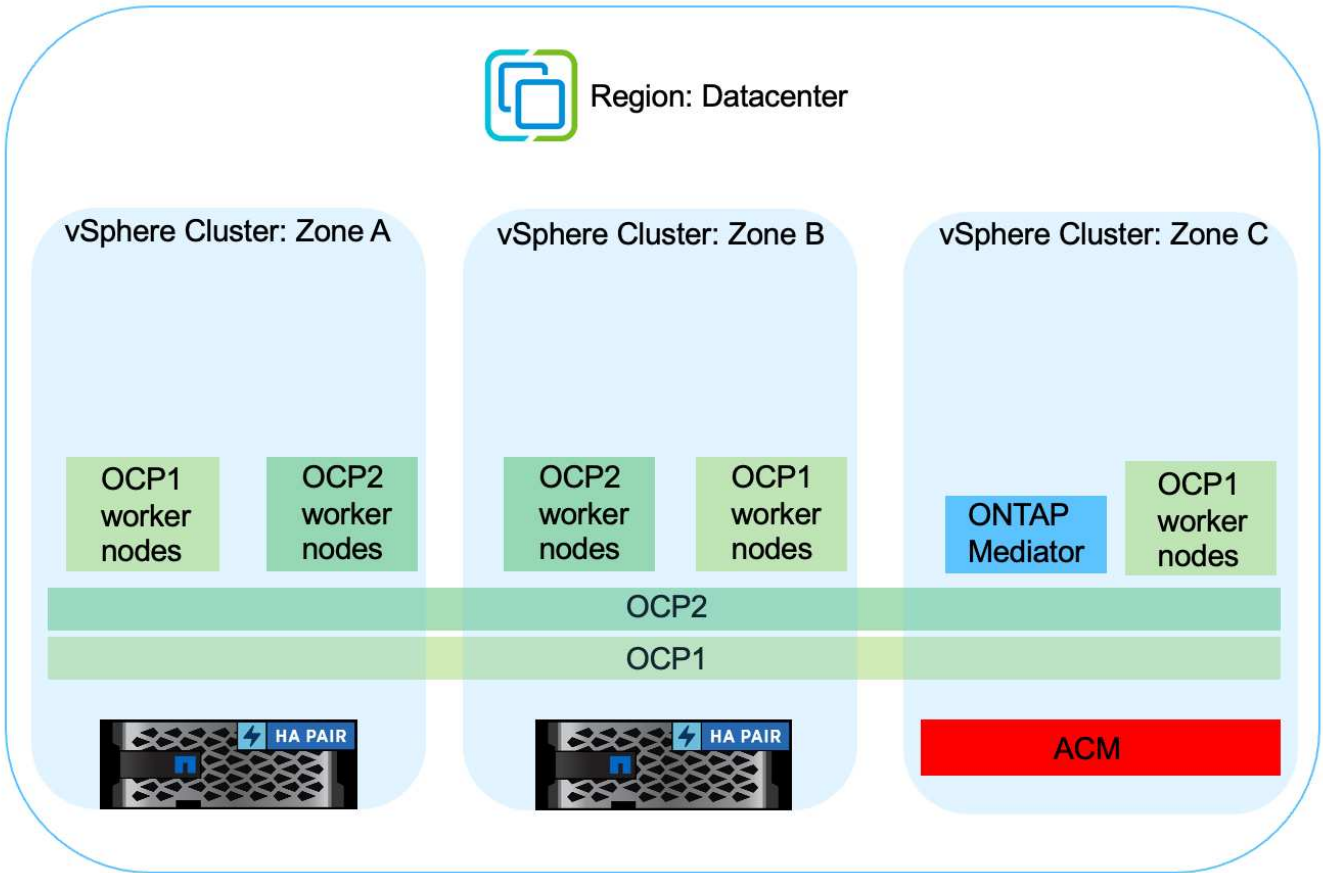 Region: Datacenter
vSphere Cluster: Zone A
vSphere Cluster: Zone B
vSphere Cluster: Zone C
OCP1
worker
nodes
OCP2
worker
nodes
OCP2
worker
nodes
OCP1
worker
nodes
ONTAP
Mediator
OCP1
worker
nodes
OCP2
OCP1
HA PAIR
HA PAIR
ACM